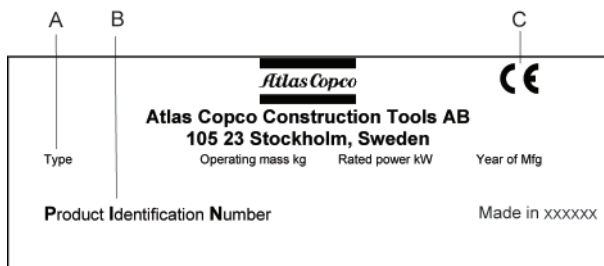 A B C
Atlas Copco CE
Atlas Copco Construction Tools AB
105 23 Stockholm, Sweden
Type Operating mass kg Rated power kW Year of Mfg
Product Identification Number Made in xxxxxx